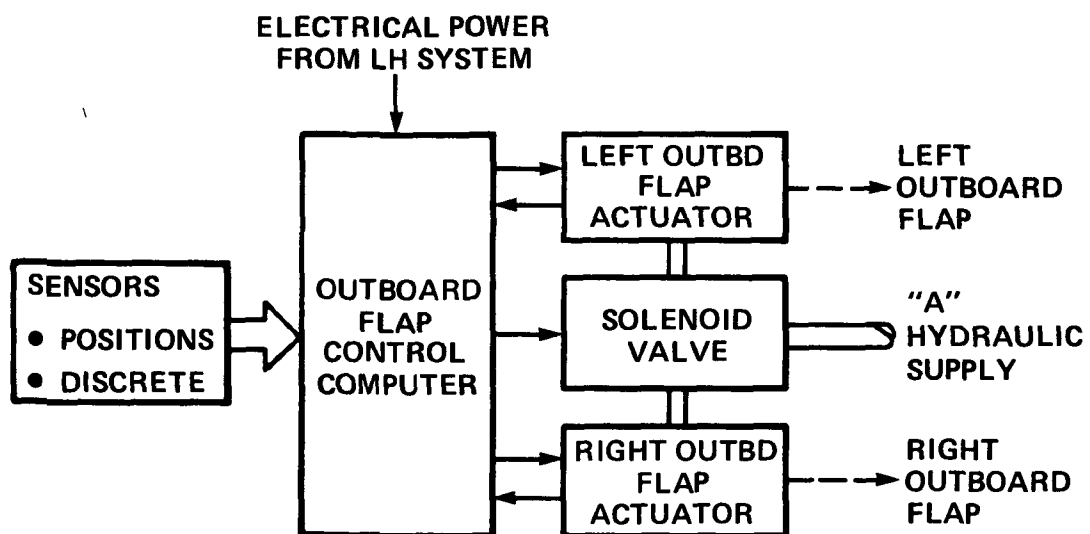 ELECTRICAL POWER
FROM LH SYSTEM
SENSORS
● POSITIONS
● DISCRETE
OUTBOARD
FLAP
CONTROL
COMPUTER
LEFT OUTBD
FLAP
ACTUATOR
LEFT
OUTBOARD
FLAP
SOLENOID
VALVE
"A"
HYDRAULIC
SUPPLY
RIGHT OUTBD
FLAP
ACTUATOR
RIGHT
OUTBOARD
FLAP